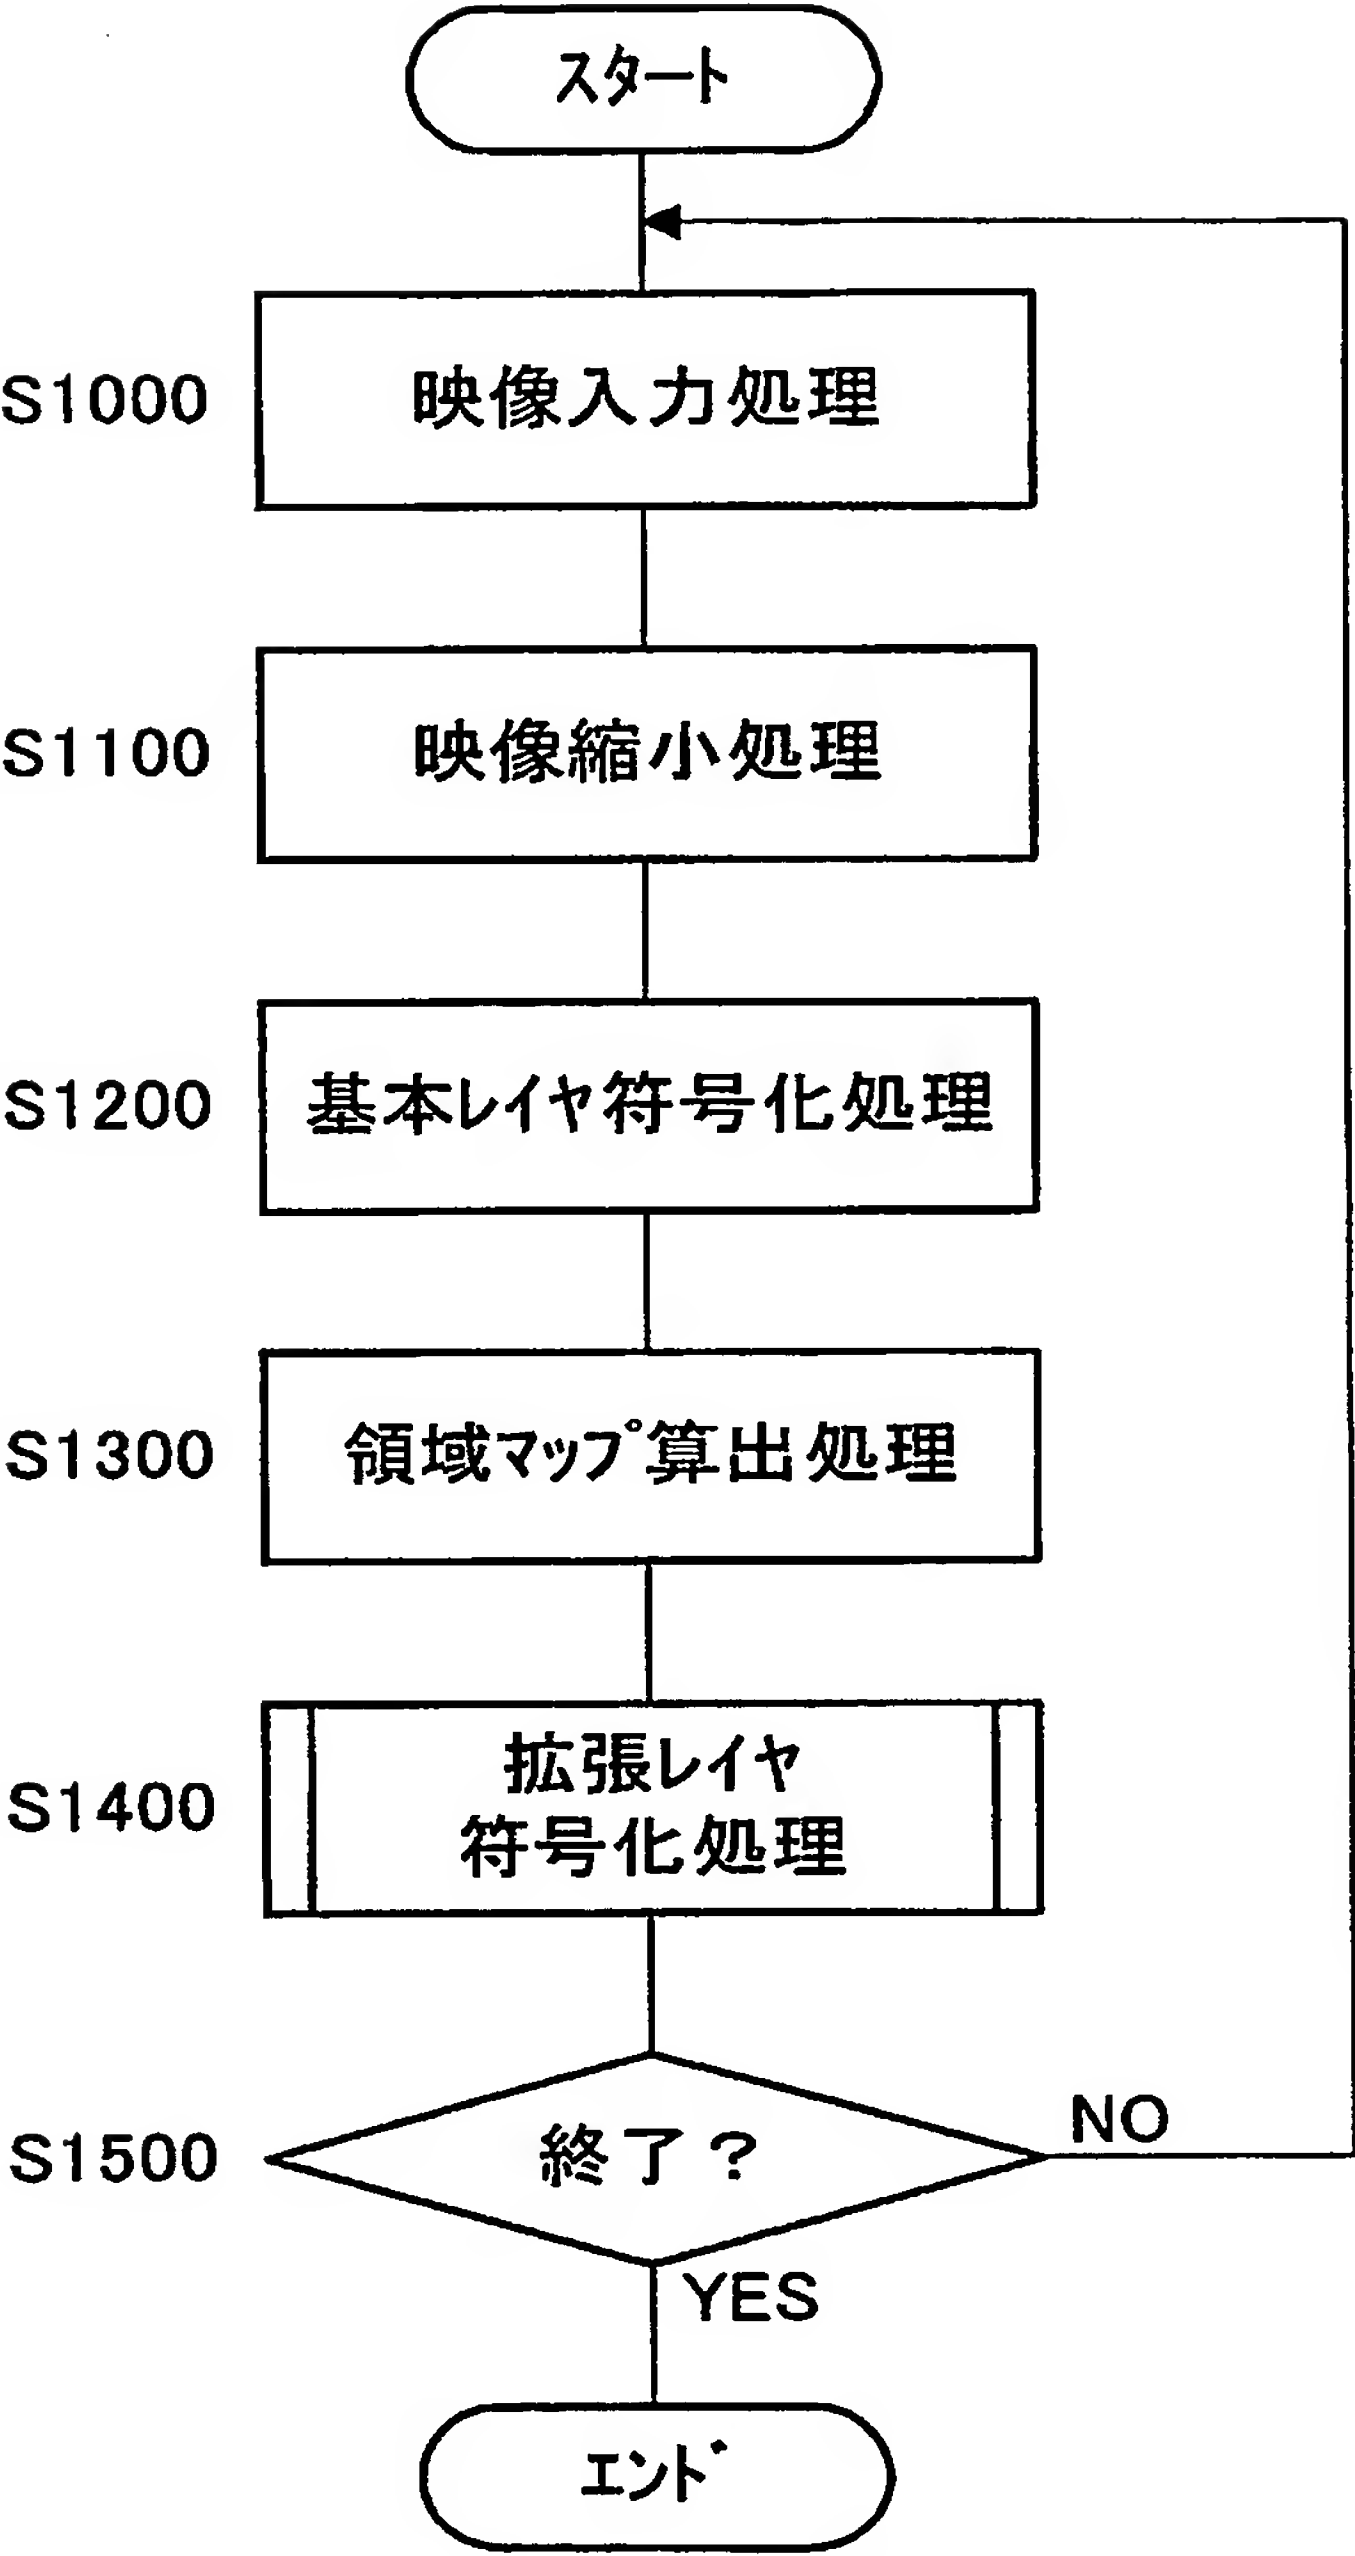 スタート
S1000
映像入力処理
S1100
映像縮小処理
S1200
基本レイヤ符号化処理
S1300
領域マップ算出処理
S1400
拡張レイヤ
符号化処理
S1500
終了？
NO
YES
エンド